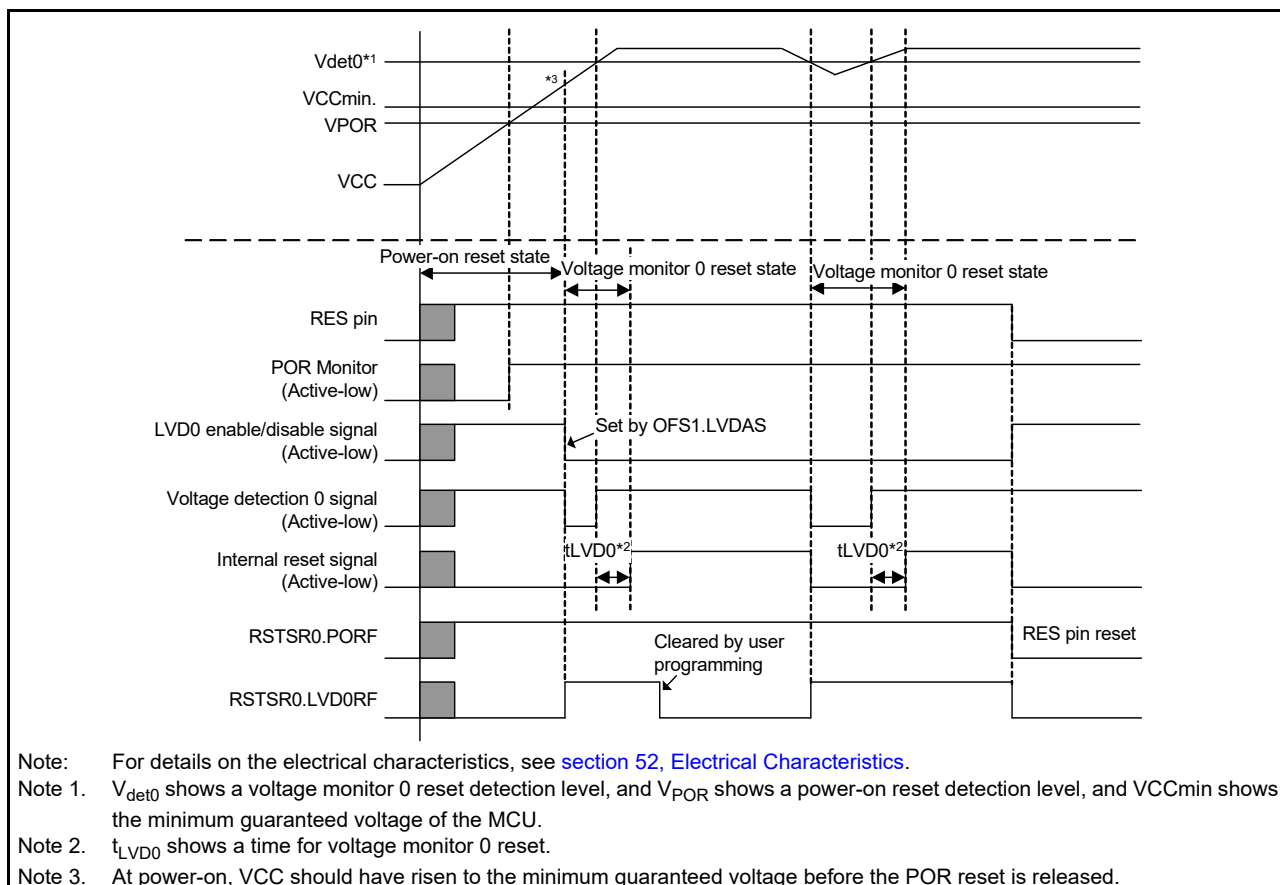 Vdet0*1
*3
VCCmin.
VPOR
VCC
Power-on reset state
Voltage monitor 0 reset state
Voltage monitor 0 reset state
RES pin
POR Monitor
(Active-low)
LVD0 enable/disable signal
(Active-low)
Set by OFS1.LVDAS
Voltage detection 0 signal
(Active-low)
Internal reset signal
(Active-low)
tLVD0*2
tLVD0*2
RSTSR0.PORF
RES pin reset
Cleared by user
programming
RSTSR0.LVD0RF
Note: For details on the electrical characteristics, see section 52, Electrical Characteristics.
Note 1. Vdet0 shows a voltage monitor 0 reset detection level, and VPOR shows a power-on reset detection level, and VCCmin shows
the minimum guaranteed voltage of the MCU.
Note 2. tLVD0 shows a time for voltage monitor 0 reset.
Note 3. At power-on, VCC should have risen to the minimum guaranteed voltage before the POR reset is released.